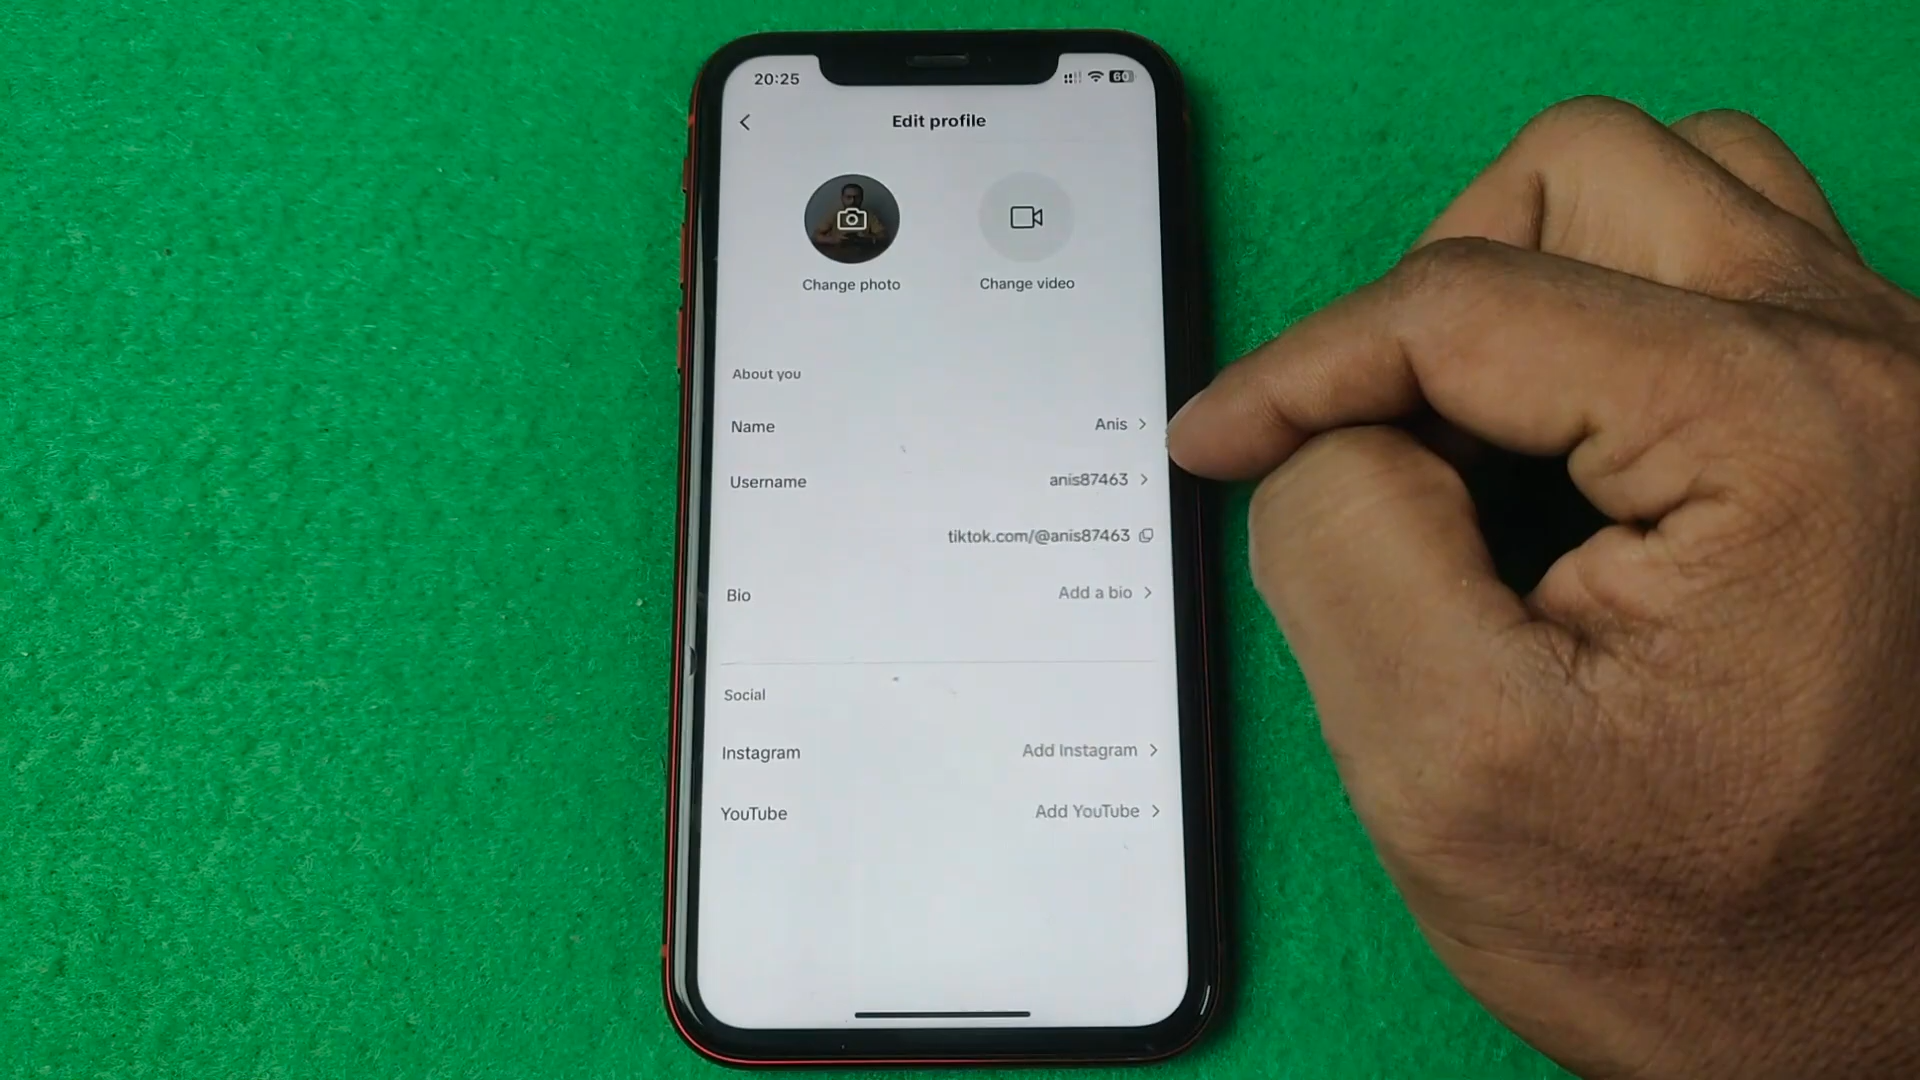 20:25
60
Edit profile
Change photo
Change video
About you
Name
Anis
Username
anis87463
tiktok.com/@anis87463
Bio
Add a bio
Social
Instagram
Add Instagram
YouTube
Add YouTube